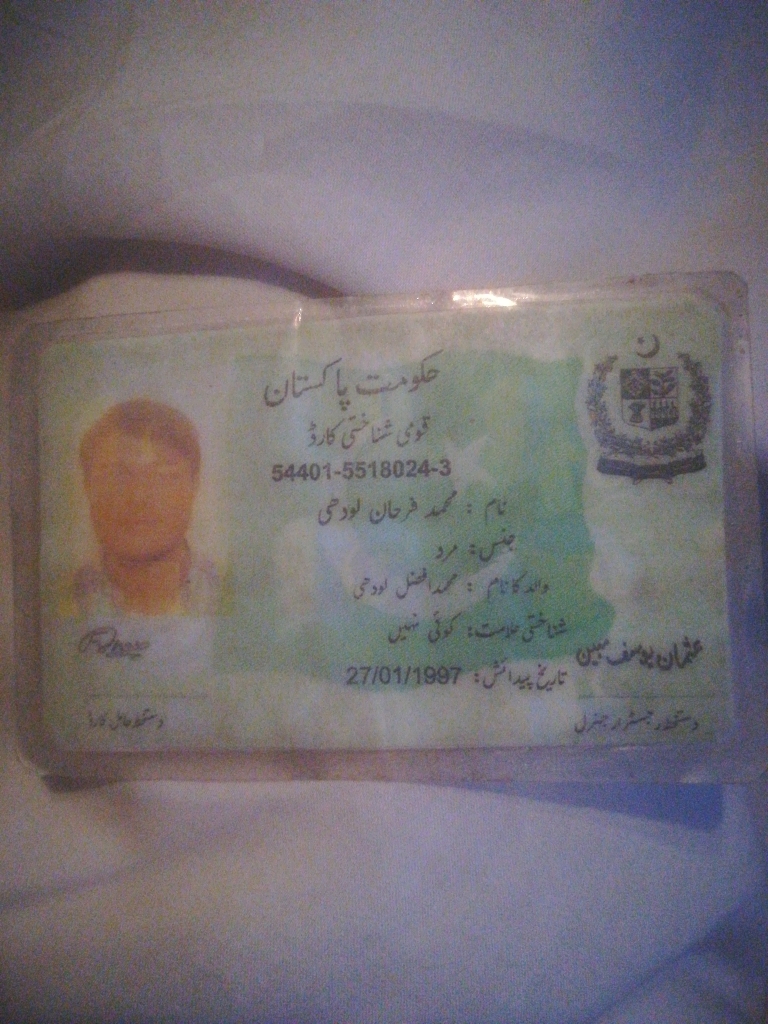 حکومت پاکستان
قومی شناختی کارڈ
54401-5518024-3
نام : محمد فرحان لودھی
جنس: مرد
والد کا نام : محمد افضل لودھی
شناختی علامت: کوئی نہیں
تاریخ پیدائش: 27/01/1997
عثمان یوسف مبین
دستخط حامل کارڈ
دستخط رجسٹرار جنرل